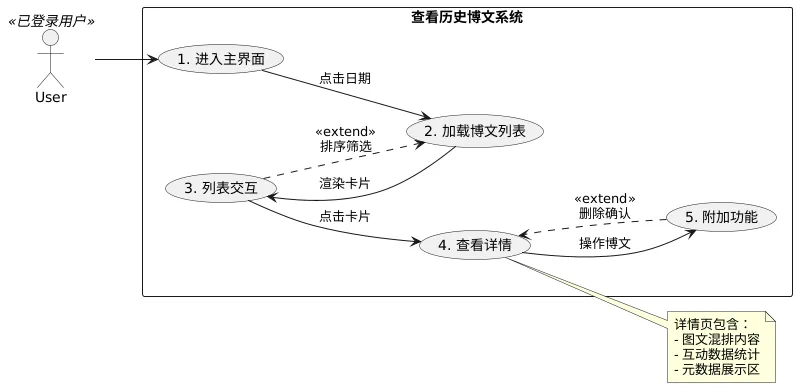 查看历史博文系统
«已登录用户»
User
1. 进入主界面
点击日期
2. 加载博文列表
«extend»
排序筛选
3. 列表交互
渲染卡片
点击卡片
«extend»
删除确认
5. 附加功能
4. 查看详情
操作博文
详情页包含：
- 图文混排内容
- 互动数据统计
- 元数据展示区